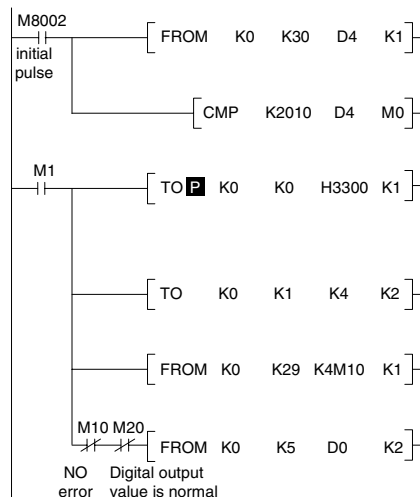 M8002
initial
pulse
FROM K0 K30 D4 K1
CMP K2010 D4 M0
M1
TO P K0 K0 H3300 K1
TO K0 K1 K4 K2
FROM K0 K29 K4M10 K1
M10 M20
FROM K0 K5 D0 K2
NO
error
Digital output
value is normal